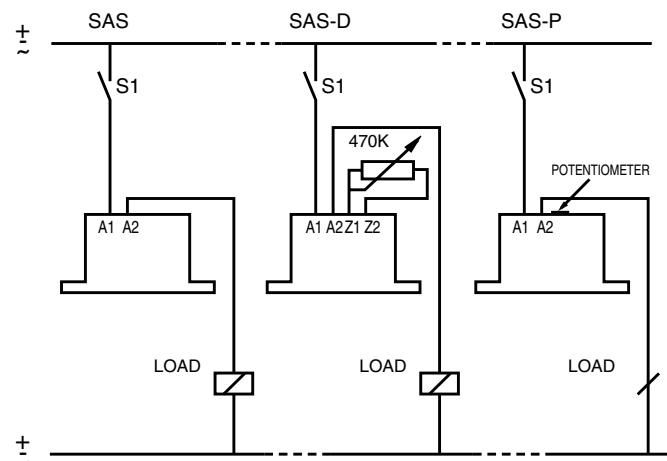 ± ~ SAS SAS-D SAS-P
S1 S1 S1
470K
POTENTIOMETER
A1 A2 A1 A2 Z1 Z2 A1 A2
LOAD LOAD LOAD
±